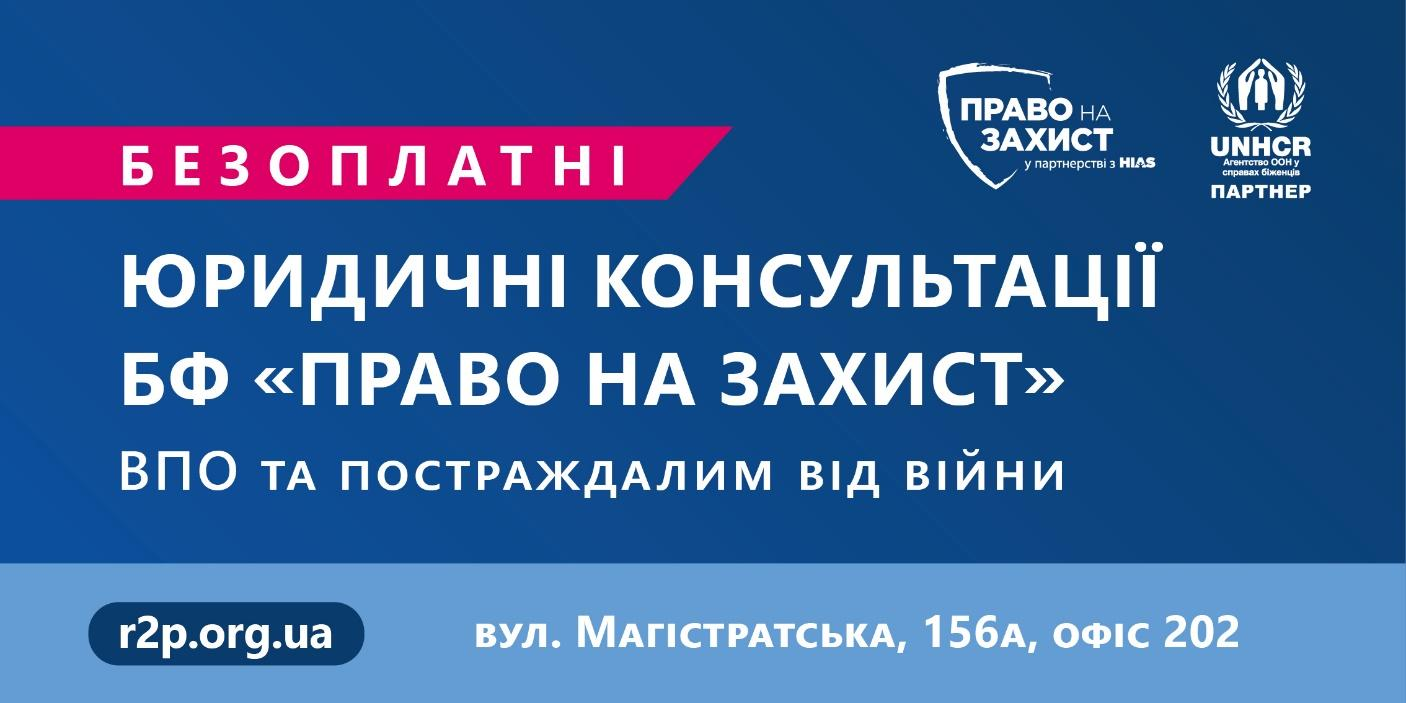 ПРАВО НА
ЗАХИСТ
у партнерстві з HIAS
UNHCR
Агентство ООН у
справах біженців
ПАРТНЕР
БЕЗОПЛАТНІ
ЮРИДИЧНІ КОНСУЛЬТАЦІЇ
БФ «ПРАВО НА ЗАХИСТ»
ВПО ТА ПОСТРАЖДАЛИМ ВІД ВІЙНИ
r2p.org.ua
вул. Магістратська, 156а, офіс 202